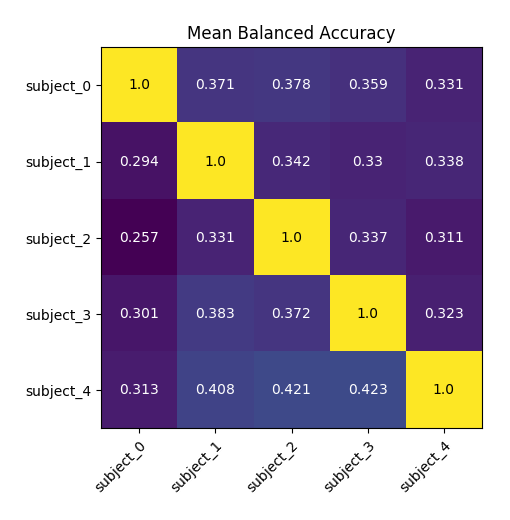 Mean Balanced Accuracy
subject_0 1.0 0.371 0.378 0.359 0.331
subject_1 0.294 1.0 0.342 0.33 0.338
subject_2 0.257 0.331 1.0 0.337 0.311
subject_3 0.301 0.383 0.372 1.0 0.323
subject_4 0.313 0.408 0.421 0.423 1.0
subject_0 subject_1 subject_2 subject_3 subject_4